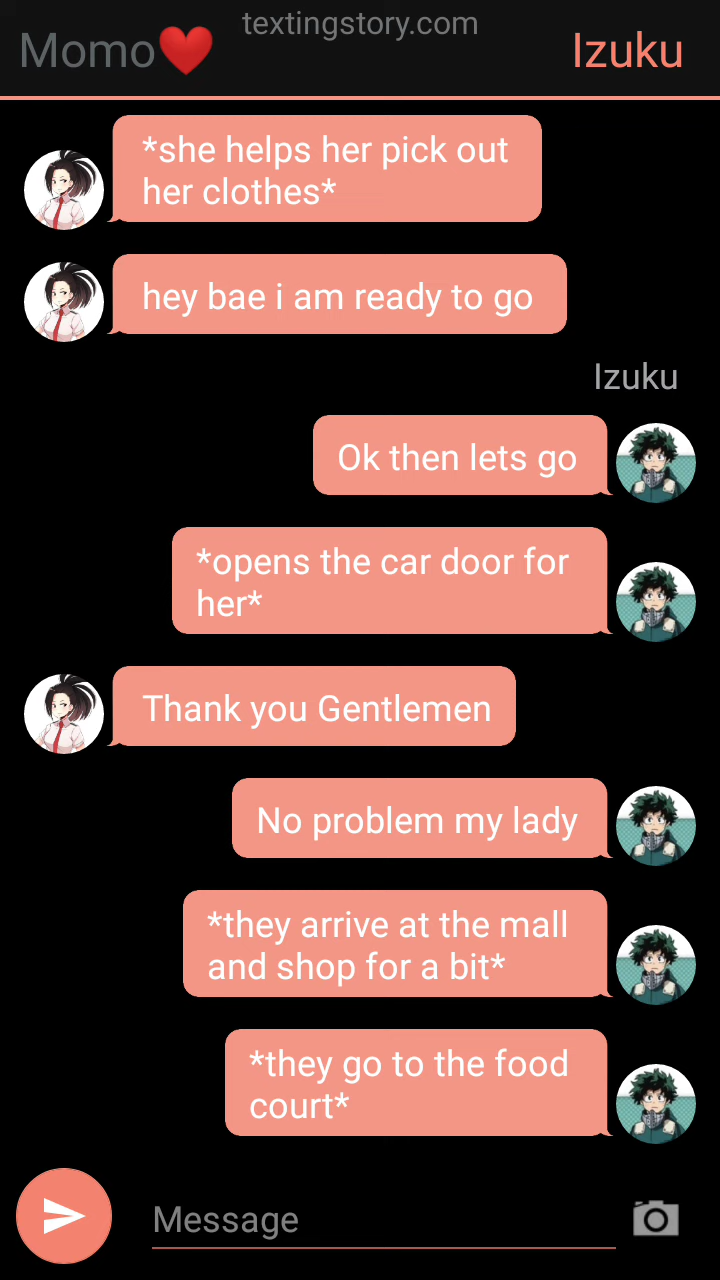 textingstory.com
Momo❤️
Izuku
*she helps her pick out
her clothes*
hey bae i am ready to go
Izuku
Ok then lets go
*opens the car door for
her*
Thank you Gentlemen
No problem my lady
*they arrive at the mall
and shop for a bit*
*they go to the food
court*
Message